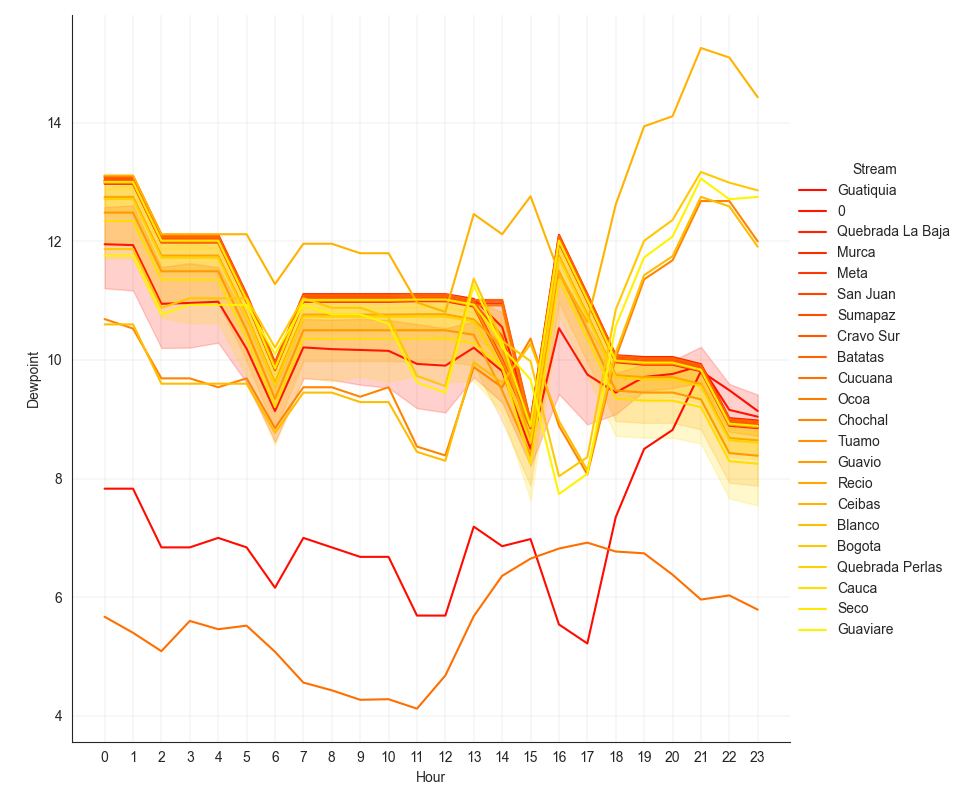 14
12
10
8
6
4
Dewpoint
0 1 2 3 4 5 6 7 8 9 10 11 12 13 14 15 16 17 18 19 20 21 22 23
Hour
Stream
Guatiquia
0
Quebrada La Baja
Murca
Meta
San Juan
Sumapaz
Cravo Sur
Batatas
Cucuana
Ocoa
Chochal
Tuamo
Guavio
Recio
Ceibas
Blanco
Bogota
Quebrada Perlas
Cauca
Seco
Guaviare